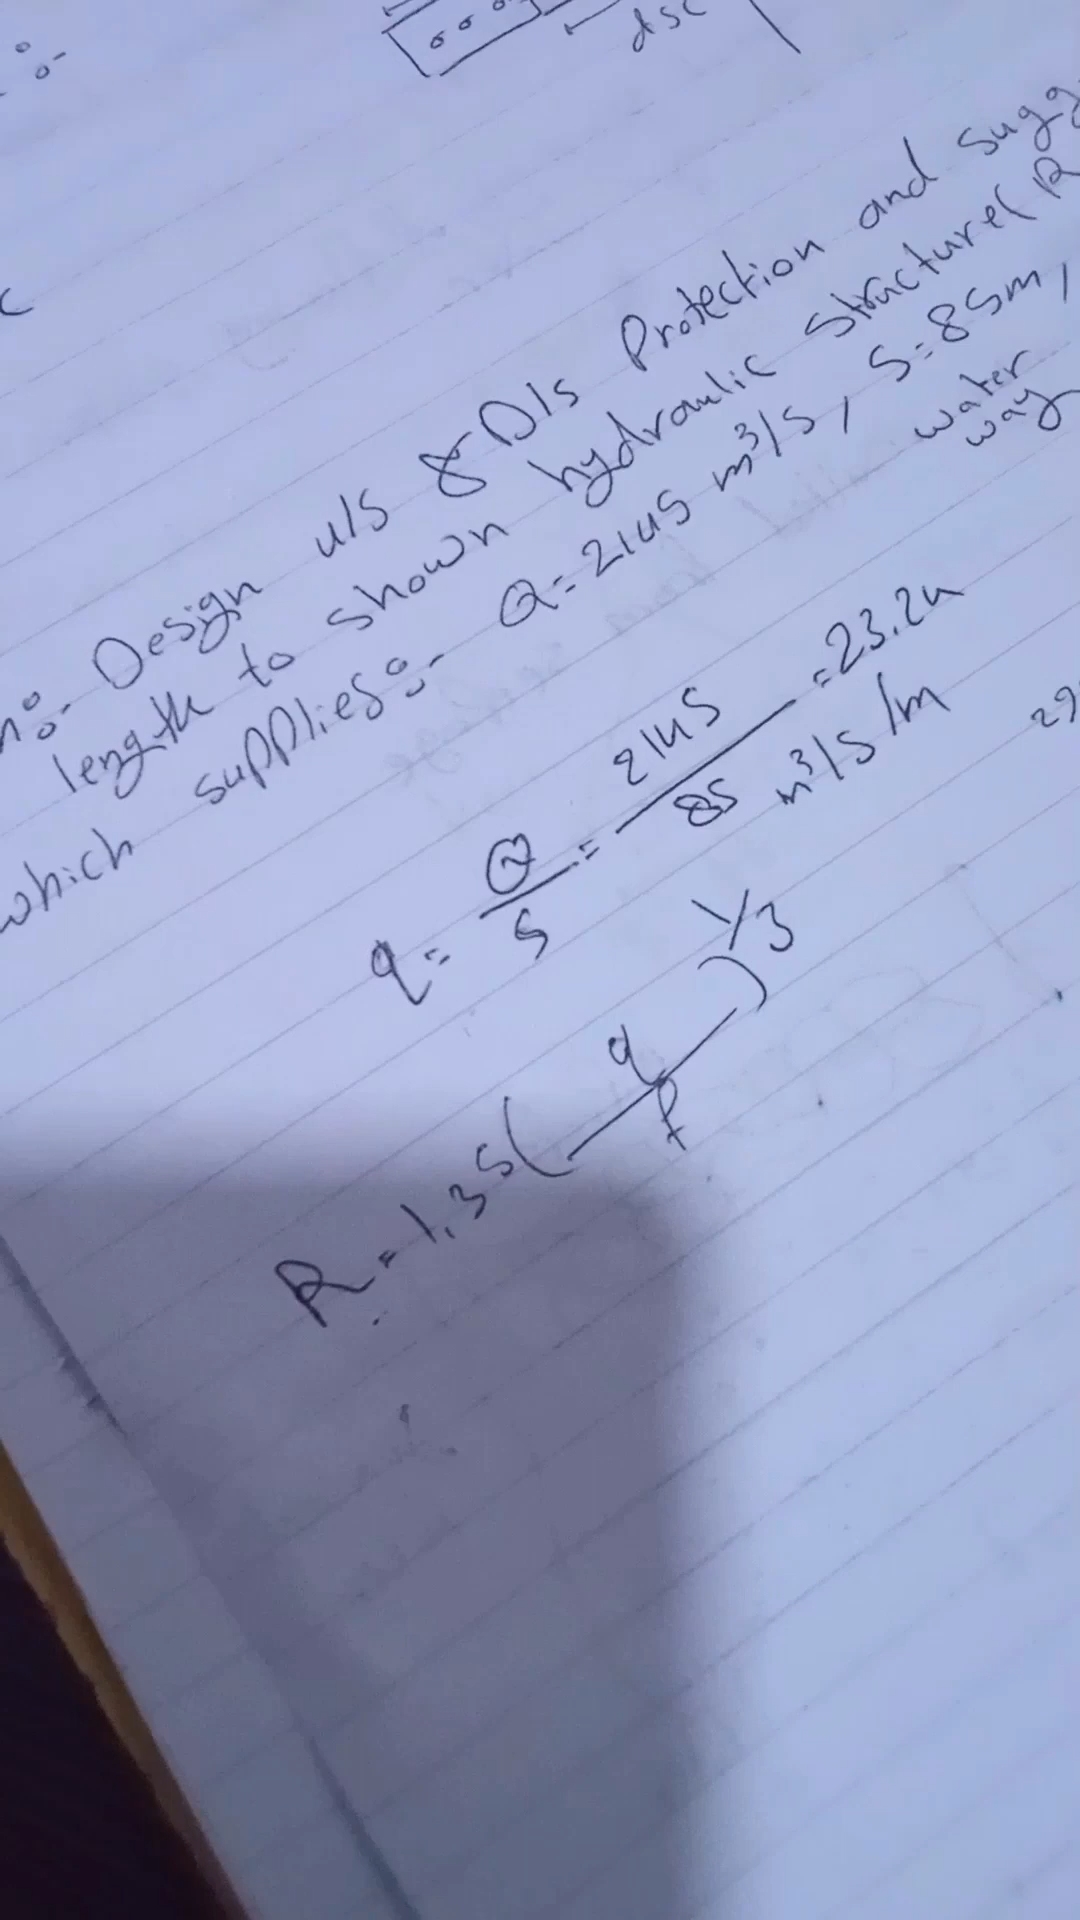 dsc
Design u/s & D/s Protection and sugg
length to shown hydraulic structure( R
which supplies:- Q=2145 m³/s, S=85m,
water
way
q= Q/S = 2145/85 =23.24
m³/s/m
29
R=1.35(q/f)^1/3